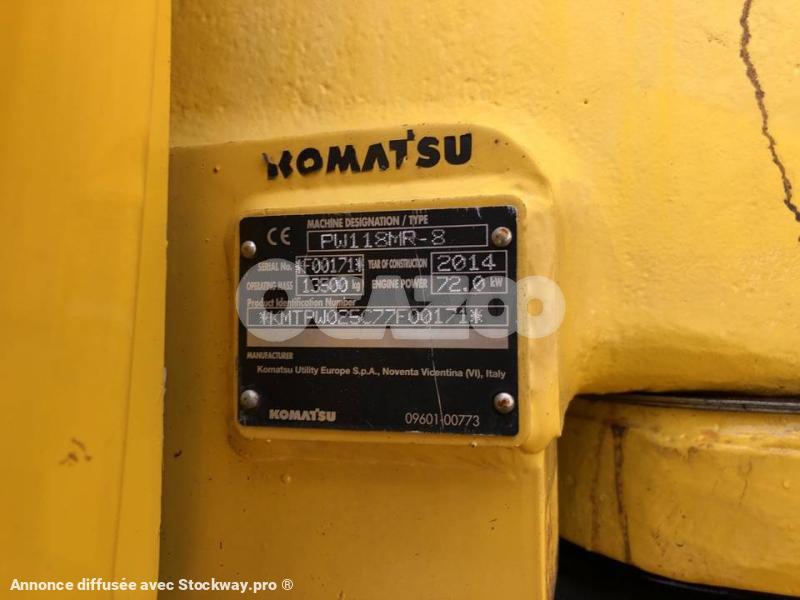 KOMATSU
MACHINE DESIGNATION / TYPE
CE PW118MR-8
SERIAL No. *F00171* YEAR OF CONSTRUCTION 2014
OPERATING MASS 13500 kg ENGINE POWER 72.0 kW
Product Identification Number
*KMTPW025C77F00171*
MANUFACTURER
Komatsu Utility Europe S.p.A., Noventa Vicentina (VI), Italy
KOMATSU 09601-00773
OCAZOO
Annonce diffusée avec Stockway.pro ®